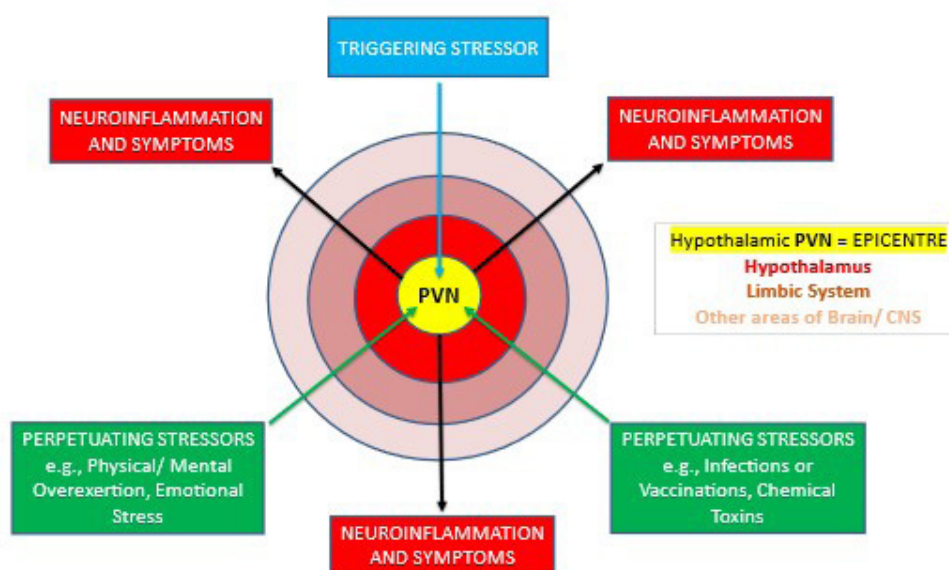 TRIGGERING STRESSOR
NEUROINFLAMMATION
AND SYMPTOMS
NEUROINFLAMMATION
AND SYMPTOMS
Hypothalamic PVN = EPICENTRE
Hypothalamus
Limbic System
Other areas of Brain/ CNS
PVN
PERPETUATING STRESSORS
e.g., Physical/ Mental
Overexertion, Emotional
Stress
PERPETUATING STRESSORS
e.g., Infections or
Vaccinations, Chemical
Toxins
NEUROINFLAMMATION
AND SYMPTOMS